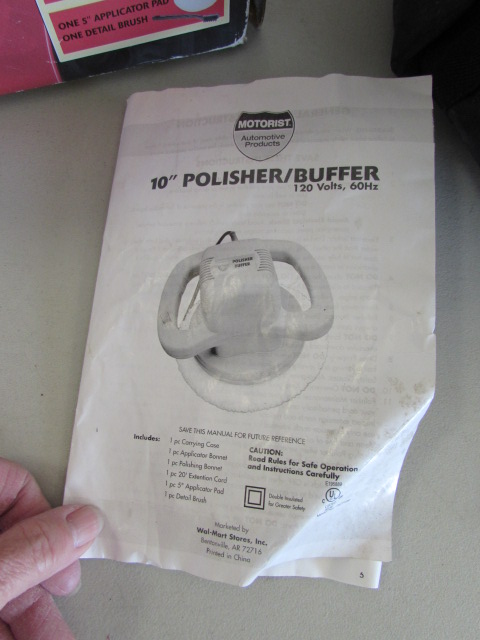 ONE 5" APPLICATOR PAD
ONE DETAIL BRUSH
MOTORIST
Automotive
Products
10" POLISHER/BUFFER
120 Volts, 60Hz
POLISHER
BUFFER
SAVE THIS MANUAL FOR FUTURE REFERENCE
Includes:
1 pc Carrying Case
1 pc Applicator Bonnet
1 pc Polishing Bonnet
1 pc 20' Extention Cord
1 pc 5" Applicator Pad
1 pc Detail Brush
CAUTION:
Read Rules for Safe Operation
and Instructions Carefully
Double Insulated
for Greater Safety
UL
Marketed by
Wal-Mart Stores, Inc.
Bentonville, AR 72716
Printed in China